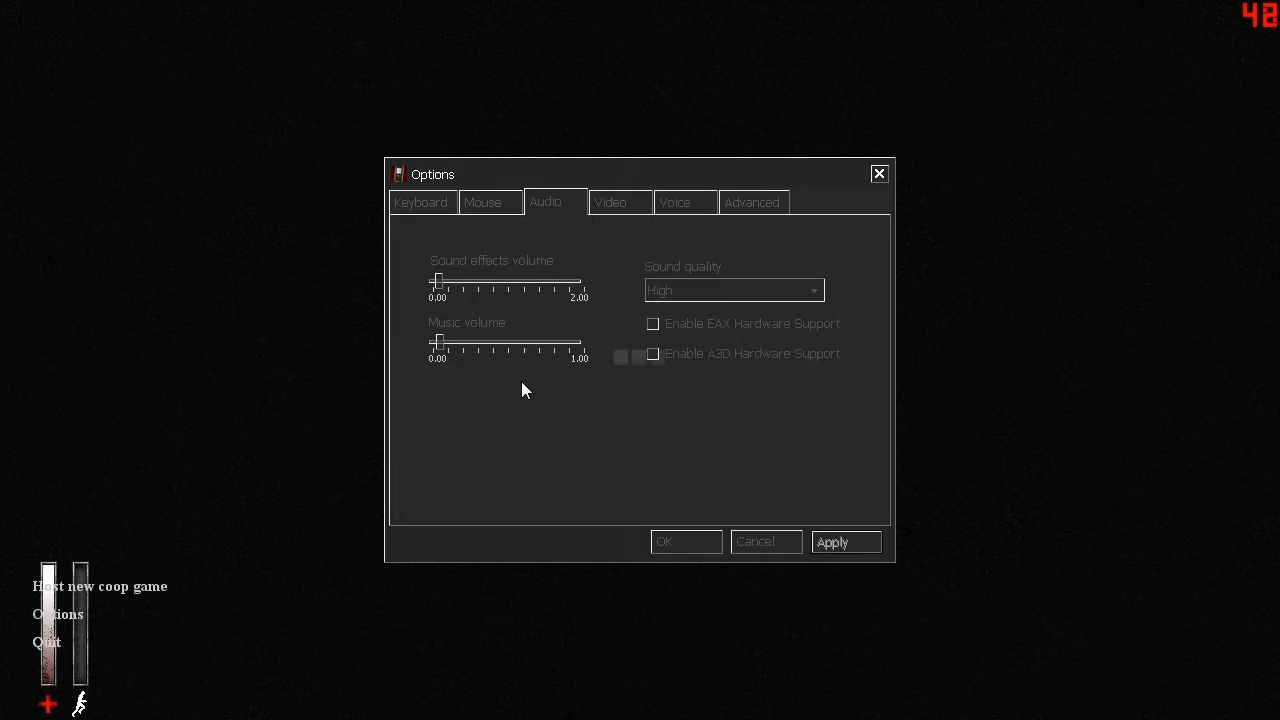 48
Options
Keyboard Mouse Audio Video Voice Advanced
Sound effects volume
0.00 2.00
Music volume
0.00 1.00
Sound quality
High
Enable EAX Hardware Support
Enable A3D Hardware Support
OK Cancel Apply
Host new coop game
Options
Quit